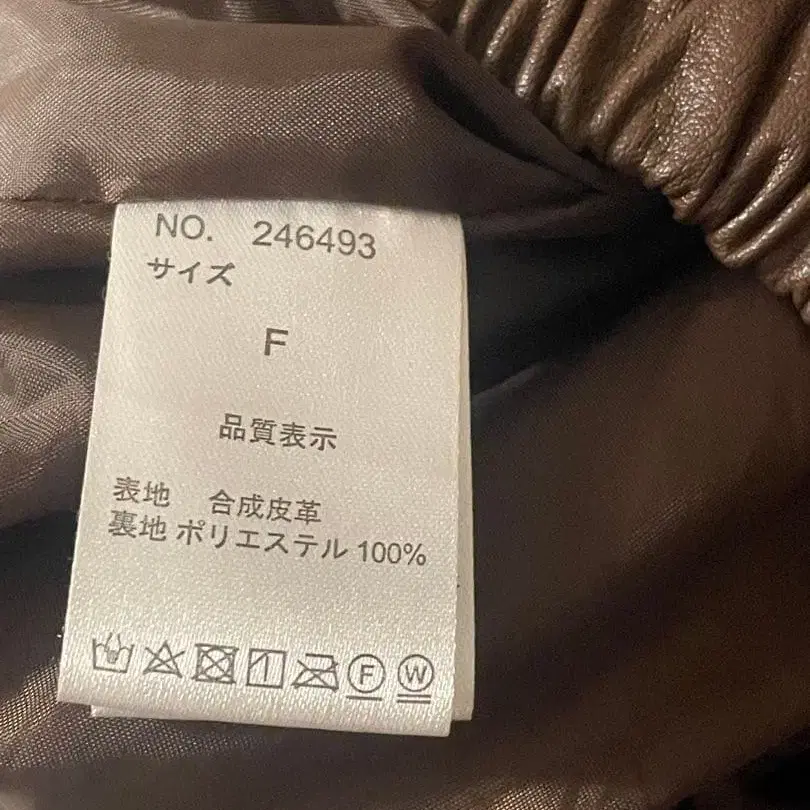 NO. 246493
サイズ
F
品質表示
表地 合成皮革
裏地 ポリエステル 100%
F W